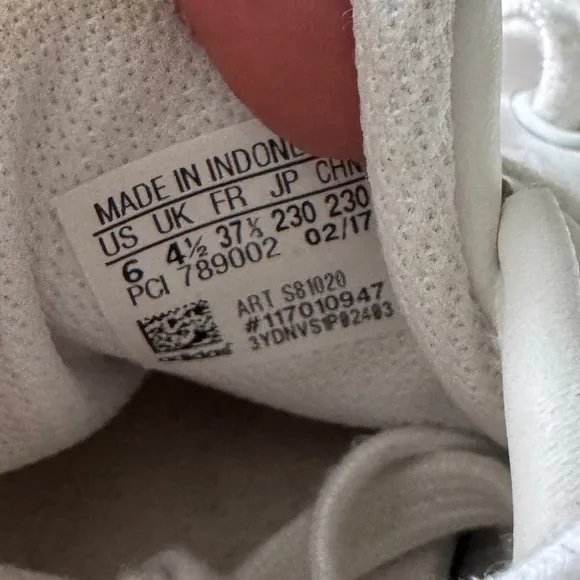 MADE IN INDONE
US UK FR JP CHN
6 4½ 37⅓ 230 230
PCI 789002 02/17
ART S81020
#117010947
3YDNVS1P02403